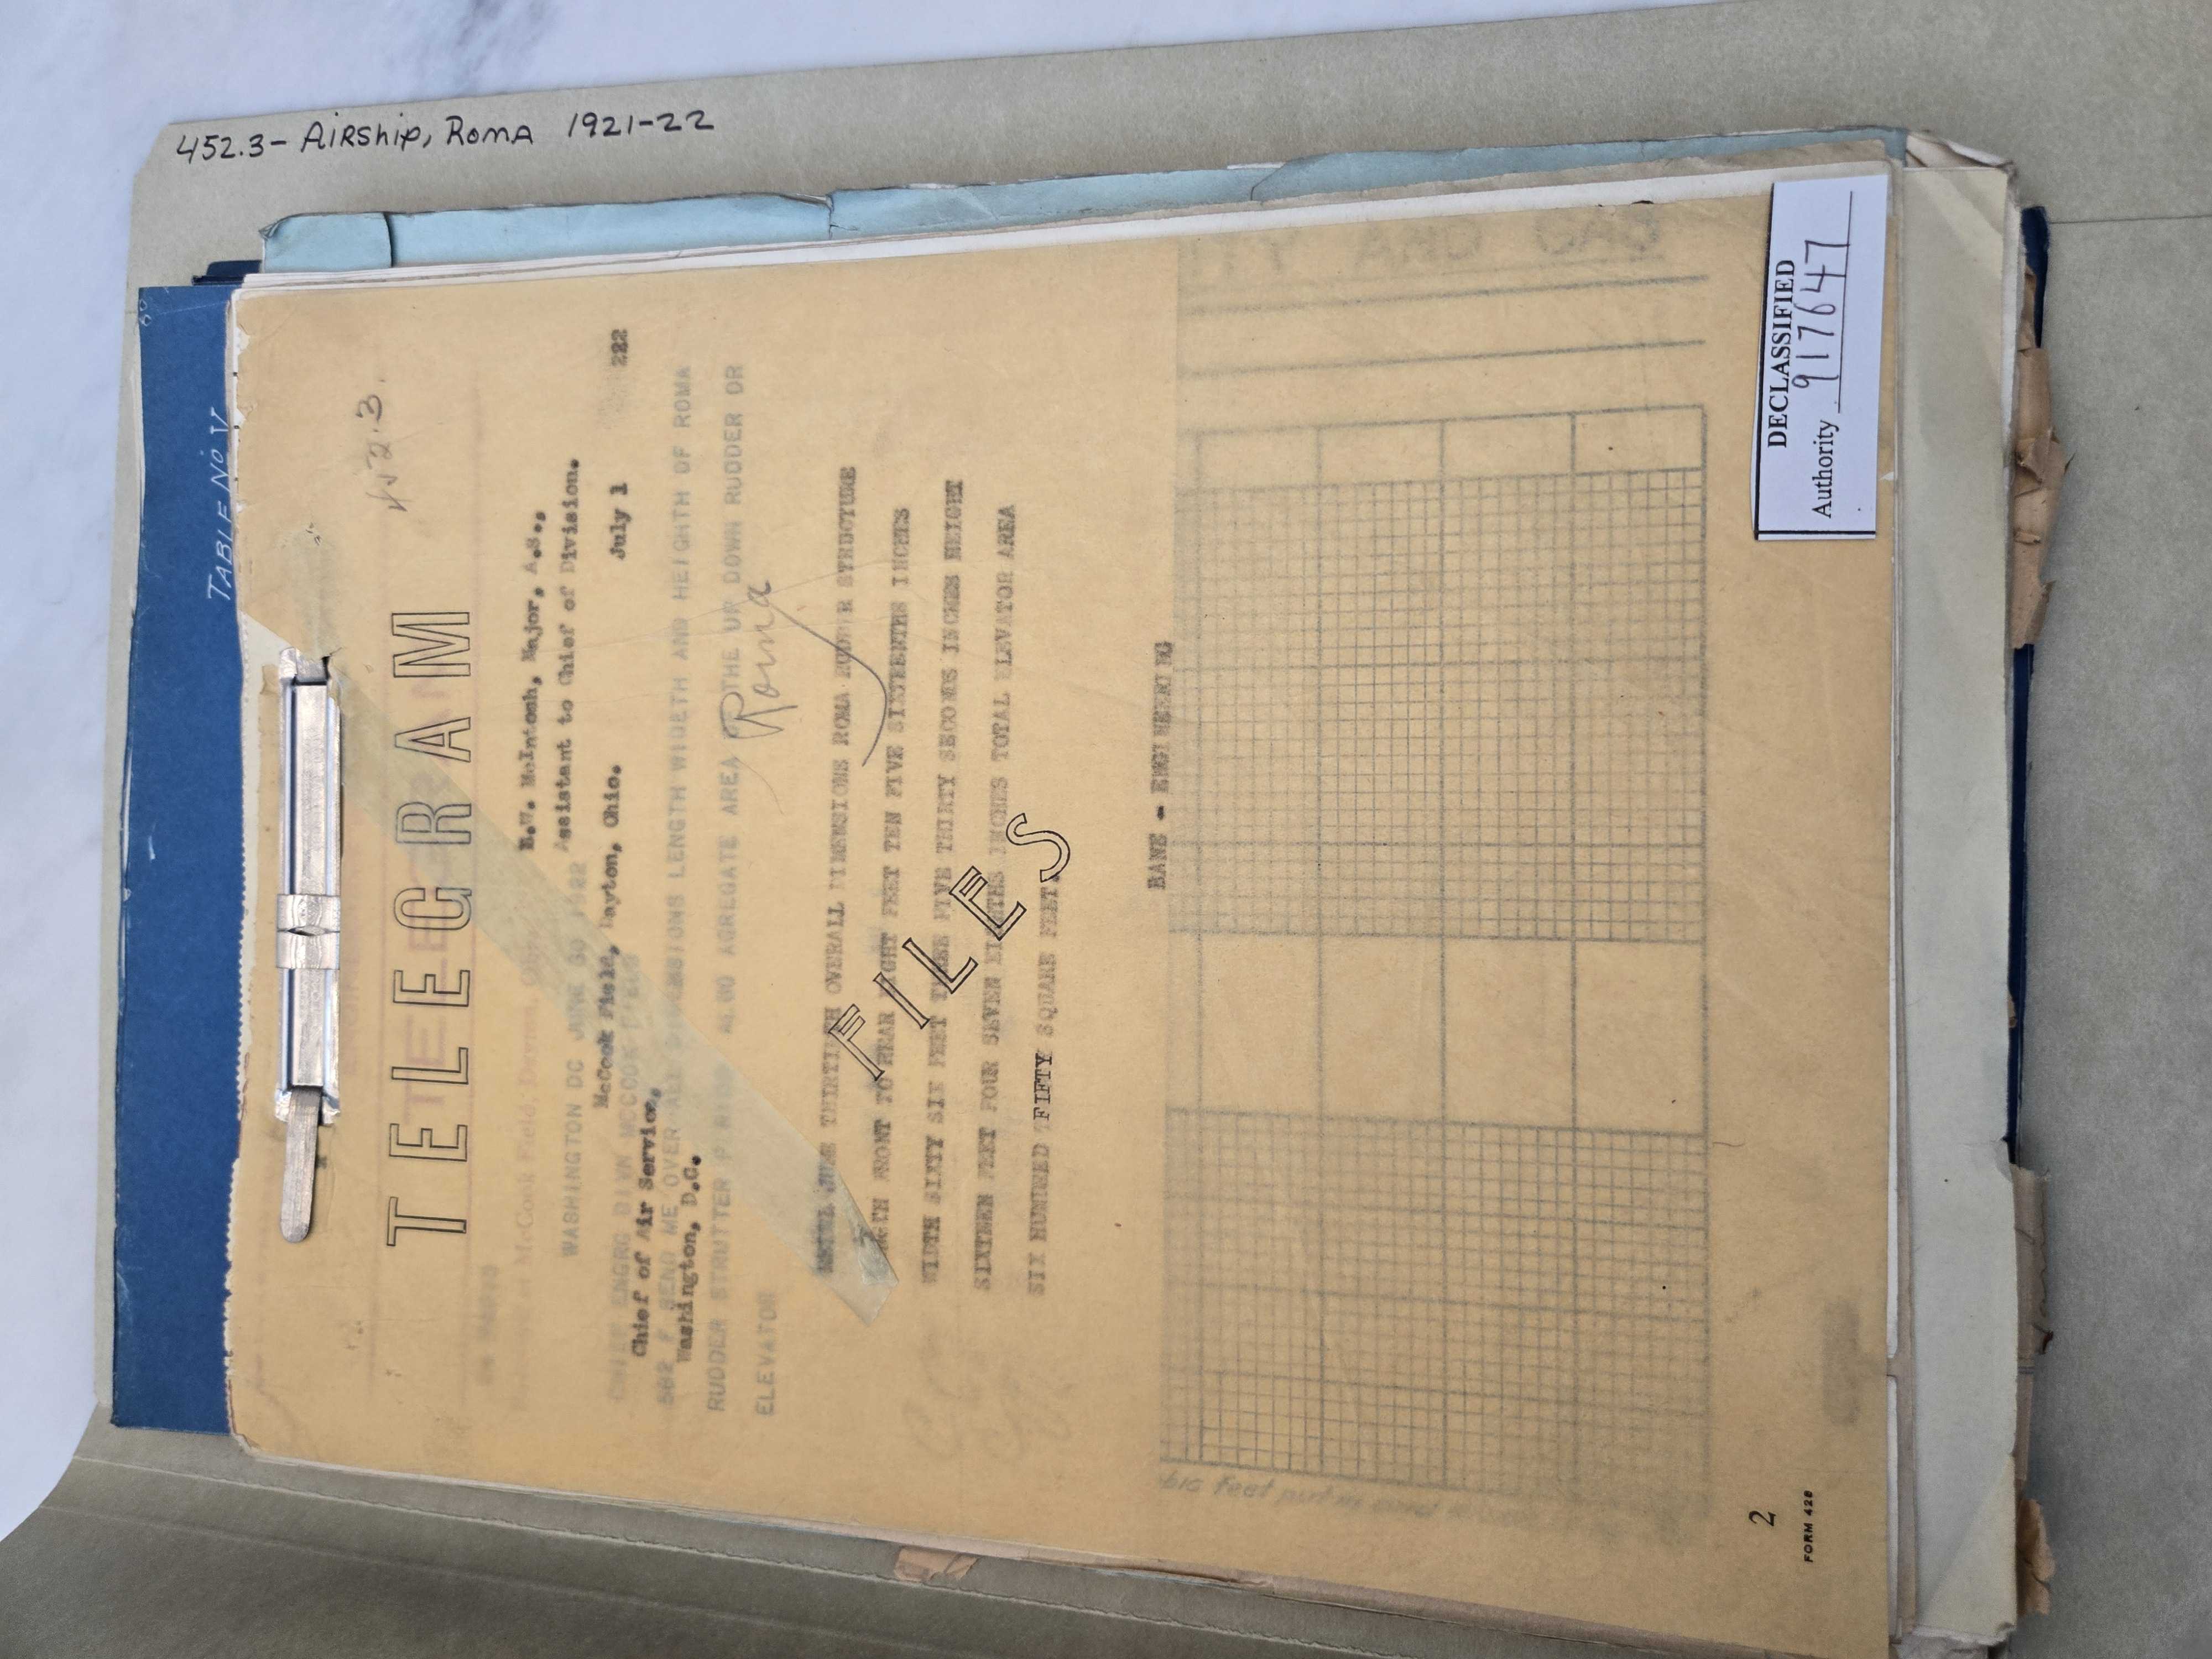 TABLE No V
452.3 - AIRSHIP, ROMA 1921-22
452.3.
TELEGRAM
McCook Field, Dayton,
E.W. McIntosh, Major, A.S.,
WASHINGTON DC JUNE 30 1922
Assistant to Chief of Division.
McCook Field, Dayton, Ohio. July 1 222
CHIEF ENGRG DIVN MCCOOK FIELD
Chief of Air Service,
SEND ME OVER ALL DIMENSIONS LENGTH WIDETH AND HEIGHTH OF ROMA
Washington, D.C.
RUDDER STRUTTER PERIOD ALSO AGREGATE AREA OF THE UP DOWN RUDDER OR
Roma
ELEVATOR
RETEL JUNE THIRTIETH OVERALL DIMENSIONS ROMA RUDDER STRUCTURE
LENGTH FRONT TO REAR EIGHT FEET TEN FIVE SIXTEENTHS INCHES
WIDTH SIXTY SIX FEET THREE FIVE THIRTY SECONDS INCHES HEIGHT
SIXTEEN FEET FOUR SEVEN EIGHTHS INCHES TOTAL ELEVATOR AREA
SIX HUNDRED FIFTY SQUARE FEET.
FILES
BANE - ENGINEERING
2
FORM 428
DECLASSIFIED
Authority 917647